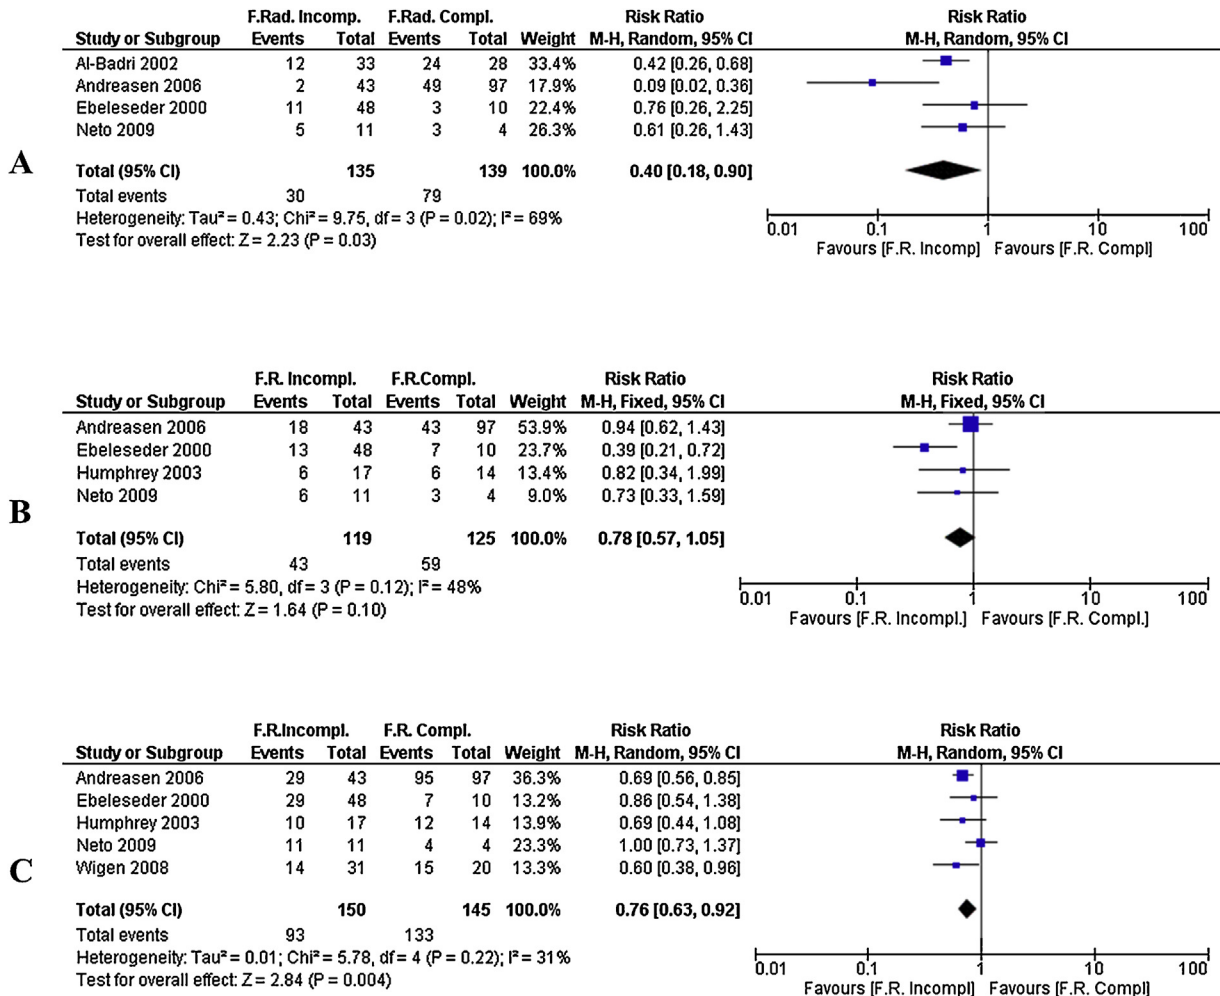 F.Rad. Incomp. F.Rad. Compl. Risk Ratio Risk Ratio
Study or Subgroup Events Total Events Total Weight M-H, Random, 95% CI M-H, Random, 95% CI
Al-Badri 2002 12 33 24 28 33.4% 0.42 [0.26, 0.68]
Andreasen 2006 2 43 49 97 17.9% 0.09 [0.02, 0.36]
Ebeleseder 2000 11 48 3 10 22.4% 0.76 [0.26, 2.25]
Neto 2009 5 11 3 4 26.3% 0.61 [0.26, 1.43]
A
Total (95% CI) 135 139 100.0% 0.40 [0.18, 0.90]
Total events 30 79
Heterogeneity: Tau² = 0.43; Chi² = 9.75, df = 3 (P = 0.02); I² = 69%
Test for overall effect: Z = 2.23 (P = 0.03)
0.01 0.1 1 10 100
Favours [F.R. Incomp] Favours [F.R. Compl]
F.R. Incompl. F.R.Compl. Risk Ratio Risk Ratio
Study or Subgroup Events Total Events Total Weight M-H, Fixed, 95% CI M-H, Fixed, 95% CI
Andreasen 2006 18 43 43 97 53.9% 0.94 [0.62, 1.43]
Ebeleseder 2000 13 48 7 10 23.7% 0.39 [0.21, 0.72]
Humphrey 2003 6 17 6 14 13.4% 0.82 [0.34, 1.99]
Neto 2009 6 11 3 4 9.0% 0.73 [0.33, 1.59]
B
Total (95% CI) 119 125 100.0% 0.78 [0.57, 1.05]
Total events 43 59
Heterogeneity: Chi² = 5.80, df = 3 (P = 0.12); I² = 48%
Test for overall effect: Z = 1.64 (P = 0.10)
0.01 0.1 1 10 100
Favours [F.R. Incompl.] Favours [F.R. Compl.]
F.R.Incompl. F.R. Compl. Risk Ratio Risk Ratio
Study or Subgroup Events Total Events Total Weight M-H, Random, 95% CI M-H, Random, 95% CI
Andreasen 2006 29 43 95 97 36.3% 0.69 [0.56, 0.85]
Ebeleseder 2000 29 48 7 10 13.2% 0.86 [0.54, 1.38]
Humphrey 2003 10 17 12 14 13.9% 0.69 [0.44, 1.08]
Neto 2009 11 11 4 4 23.3% 1.00 [0.73, 1.37]
Wigen 2008 14 31 15 20 13.3% 0.60 [0.38, 0.96]
C
Total (95% CI) 150 145 100.0% 0.76 [0.63, 0.92]
Total events 93 133
Heterogeneity: Tau² = 0.01; Chi² = 5.78, df = 4 (P = 0.22); I² = 31%
Test for overall effect: Z = 2.84 (P = 0.004)
0.01 0.1 1 10 100
Favours [F.R. Incompl.] Favours [F.R. Compl.]